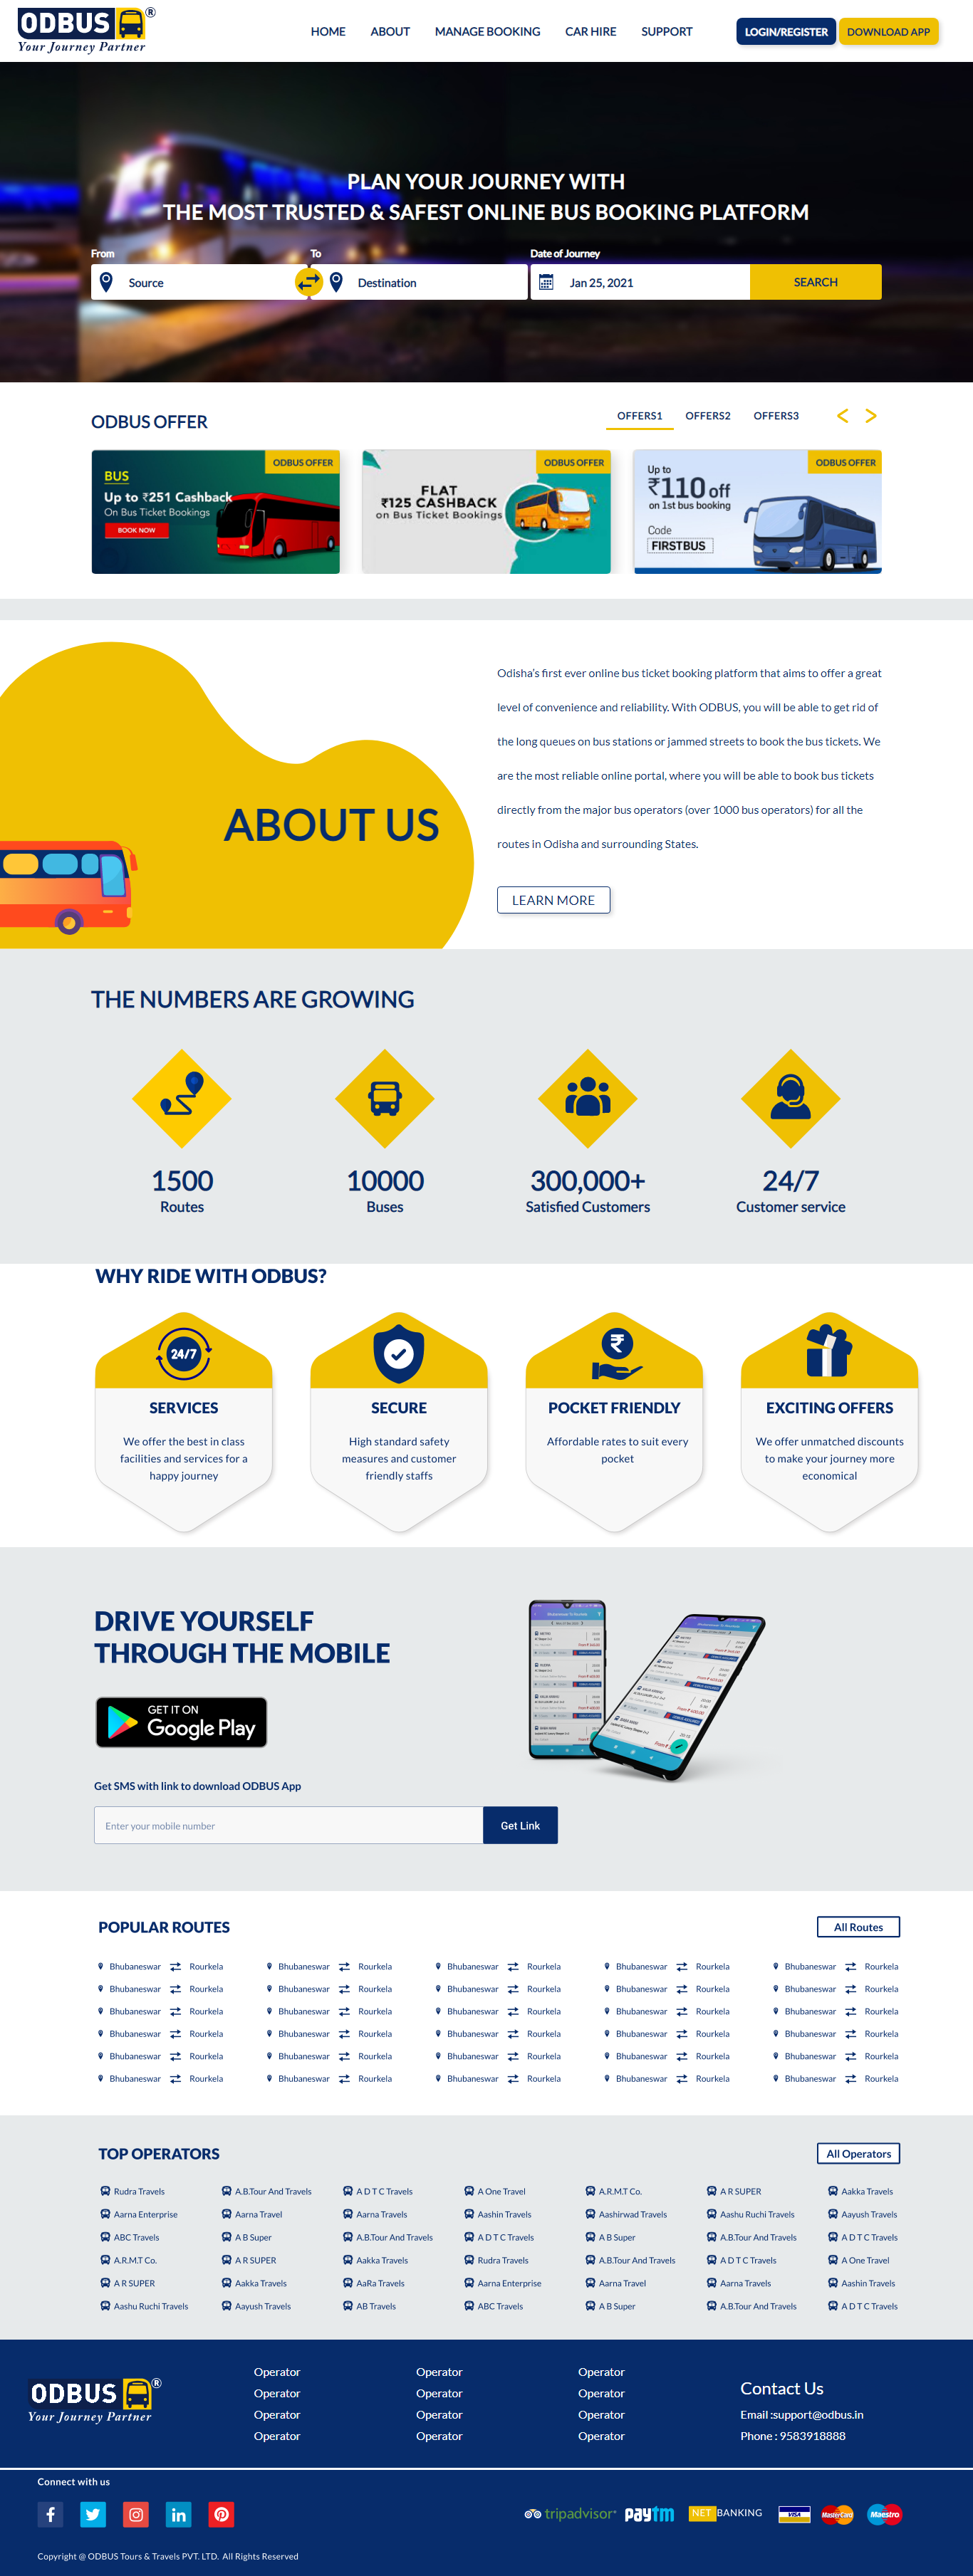 ODBUS ®
Your Journey Partner
HOME ABOUT MANAGE BOOKING CAR HIRE SUPPORT LOGIN/REGISTER DOWNLOAD APP
PLAN YOUR JOURNEY WITH
THE MOST TRUSTED & SAFEST ONLINE BUS BOOKING PLATFORM
From To Date of Journey
Source Destination Jan 25, 2021 SEARCH
ODBUS OFFER OFFERS1 OFFERS2 OFFERS3
ODBUS OFFER
BUS
Up to ₹251 Cashback
On Bus Ticket Bookings
BOOK NOW
ODBUS OFFER
FLAT
₹125 CASHBACK
on Bus Ticket Bookings
ODBUS OFFER
Up to
₹110 off
on 1st bus booking
Code
FIRSTBUS
ABOUT US
Odisha's first ever online bus ticket booking platform that aims to offer a great
level of convenience and reliability. With ODBUS, you will be able to get rid of
the long queues on bus stations or jammed streets to book the bus tickets. We
are the most reliable online portal, where you will be able to book bus tickets
directly from the major bus operators (over 1000 bus operators) for all the
routes in Odisha and surrounding States.
LEARN MORE
THE NUMBERS ARE GROWING
1500 10000 300,000+ 24/7
Routes Buses Satisfied Customers Customer service
WHY RIDE WITH ODBUS?
24/7
SERVICES
We offer the best in class
facilities and services for a
happy journey
SECURE
High standard safety
measures and customer
friendly staffs
₹
POCKET FRIENDLY
Affordable rates to suit every
pocket
EXCITING OFFERS
We offer unmatched discounts
to make your journey more
economical
DRIVE YOURSELF
THROUGH THE MOBILE
GET IT ON
Google Play
Get SMS with link to download ODBUS App
Enter your mobile number Get Link
POPULAR ROUTES All Routes
Bhubaneswar Rourkela Bhubaneswar Rourkela Bhubaneswar Rourkela Bhubaneswar Rourkela Bhubaneswar Rourkela
Bhubaneswar Rourkela Bhubaneswar Rourkela Bhubaneswar Rourkela Bhubaneswar Rourkela Bhubaneswar Rourkela
Bhubaneswar Rourkela Bhubaneswar Rourkela Bhubaneswar Rourkela Bhubaneswar Rourkela Bhubaneswar Rourkela
Bhubaneswar Rourkela Bhubaneswar Rourkela Bhubaneswar Rourkela Bhubaneswar Rourkela Bhubaneswar Rourkela
Bhubaneswar Rourkela Bhubaneswar Rourkela Bhubaneswar Rourkela Bhubaneswar Rourkela Bhubaneswar Rourkela
Bhubaneswar Rourkela Bhubaneswar Rourkela Bhubaneswar Rourkela Bhubaneswar Rourkela Bhubaneswar Rourkela
TOP OPERATORS All Operators
Rudra Travels A.B.Tour And Travels A D T C Travels A One Travel A.R.M.T Co. A R SUPER Aakka Travels
Aarna Enterprise Aarna Travel Aarna Travels Aashin Travels Aashirwad Travels Aashu Ruchi Travels Aayush Travels
ABC Travels A B Super A.B.Tour And Travels A D T C Travels A B Super A.B.Tour And Travels A D T C Travels
A.R.M.T Co. A R SUPER Aakka Travels Rudra Travels A.B.Tour And Travels A D T C Travels A One Travel
A R SUPER Aakka Travels AaRa Travels Aarna Enterprise Aarna Travel Aarna Travels Aashin Travels
Aashu Ruchi Travels Aayush Travels AB Travels ABC Travels A B Super A.B.Tour And Travels A D T C Travels
ODBUS ®
Your Journey Partner
Operator Operator Operator
Operator Operator Operator
Operator Operator Operator
Operator Operator Operator
Contact Us
Email :support@odbus.in
Phone : 9583918888
Connect with us
tripadvisor® paytm NET BANKING VISA MasterCard Maestro
Copyright @ ODBUS Tours & Travels PVT. LTD. All Rights Reserved